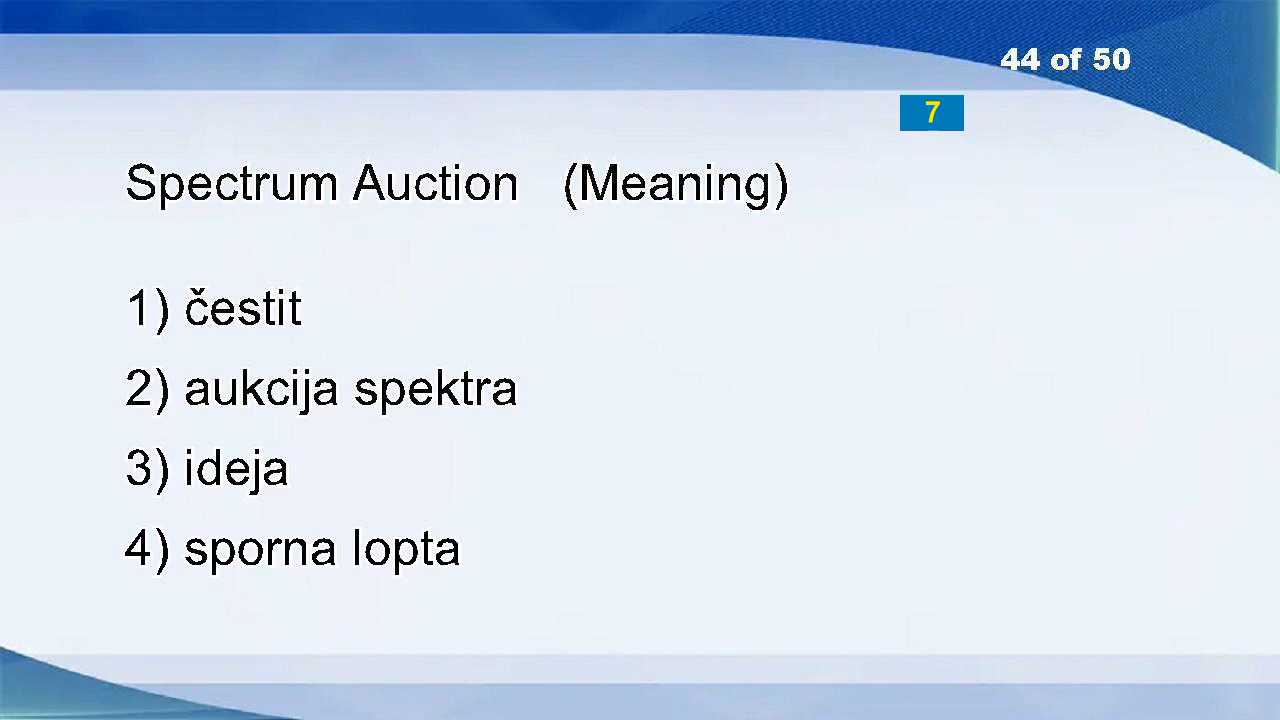 44 of 50
7
Spectrum Auction (Meaning)
1) čestit
2) aukcija spektra
3) ideja
4) sporna lopta